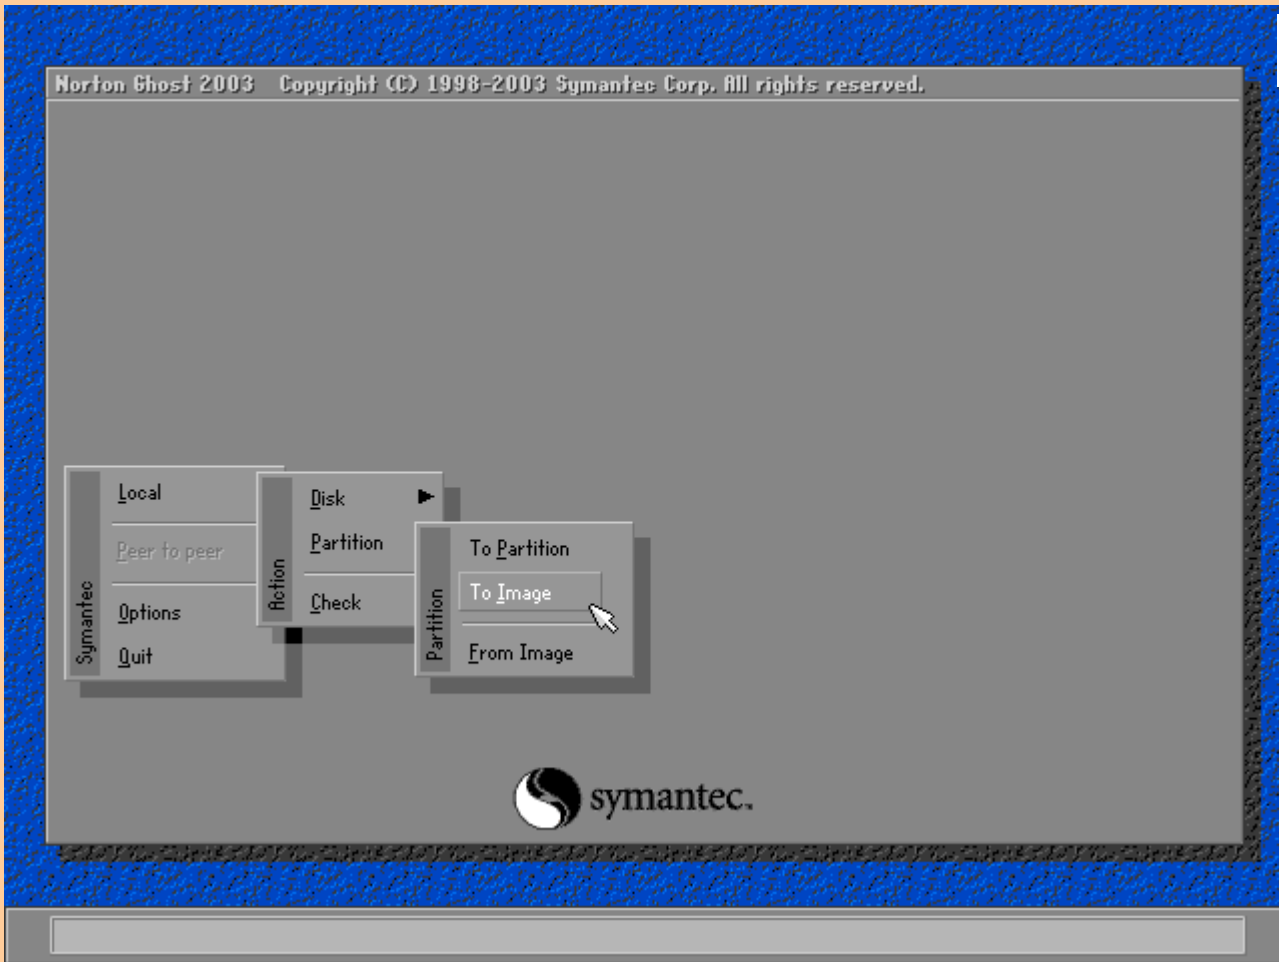 Norton Ghost 2003 Copyright (C) 1998-2003 Symantec Corp. All rights reserved.
Symantec
Local
Peer to peer
Options
Quit
Action
Disk
Partition
Check
Partition
To Partition
To Image
From Image
symantec.